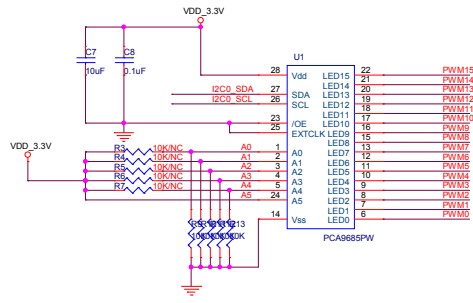 VDD_3.3V
C7
10uF
C8
0.1uF
U1
28 Vdd LED15 22 PWM15
LED14 21 PWM14
I2C0_SDA 27 SDA LED13 20 PWM13
I2C0_SCL 26 SCL LED12 19 PWM12
LED11 18 PWM11
23 /OE LED10 17 PWM10
25 EXTCLK LED9 16 PWM9
LED8 15 PWM8
VDD_3.3V
R3 10K/NC A0 1 A0 LED7 13 PWM7
R4 10K/NC A1 2 A1 LED6 12 PWM6
R5 10K/NC A2 3 A2 LED5 11 PWM5
R6 10K/NC A3 4 A3 LED4 10 PWM4
R7 10K/NC A4 5 A4 LED3 9 PWM3
A5 24 A5 LED2 8 PWM2
LED1 7 PWM1
14 Vss LED0 6 PWM0
PCA9685PW